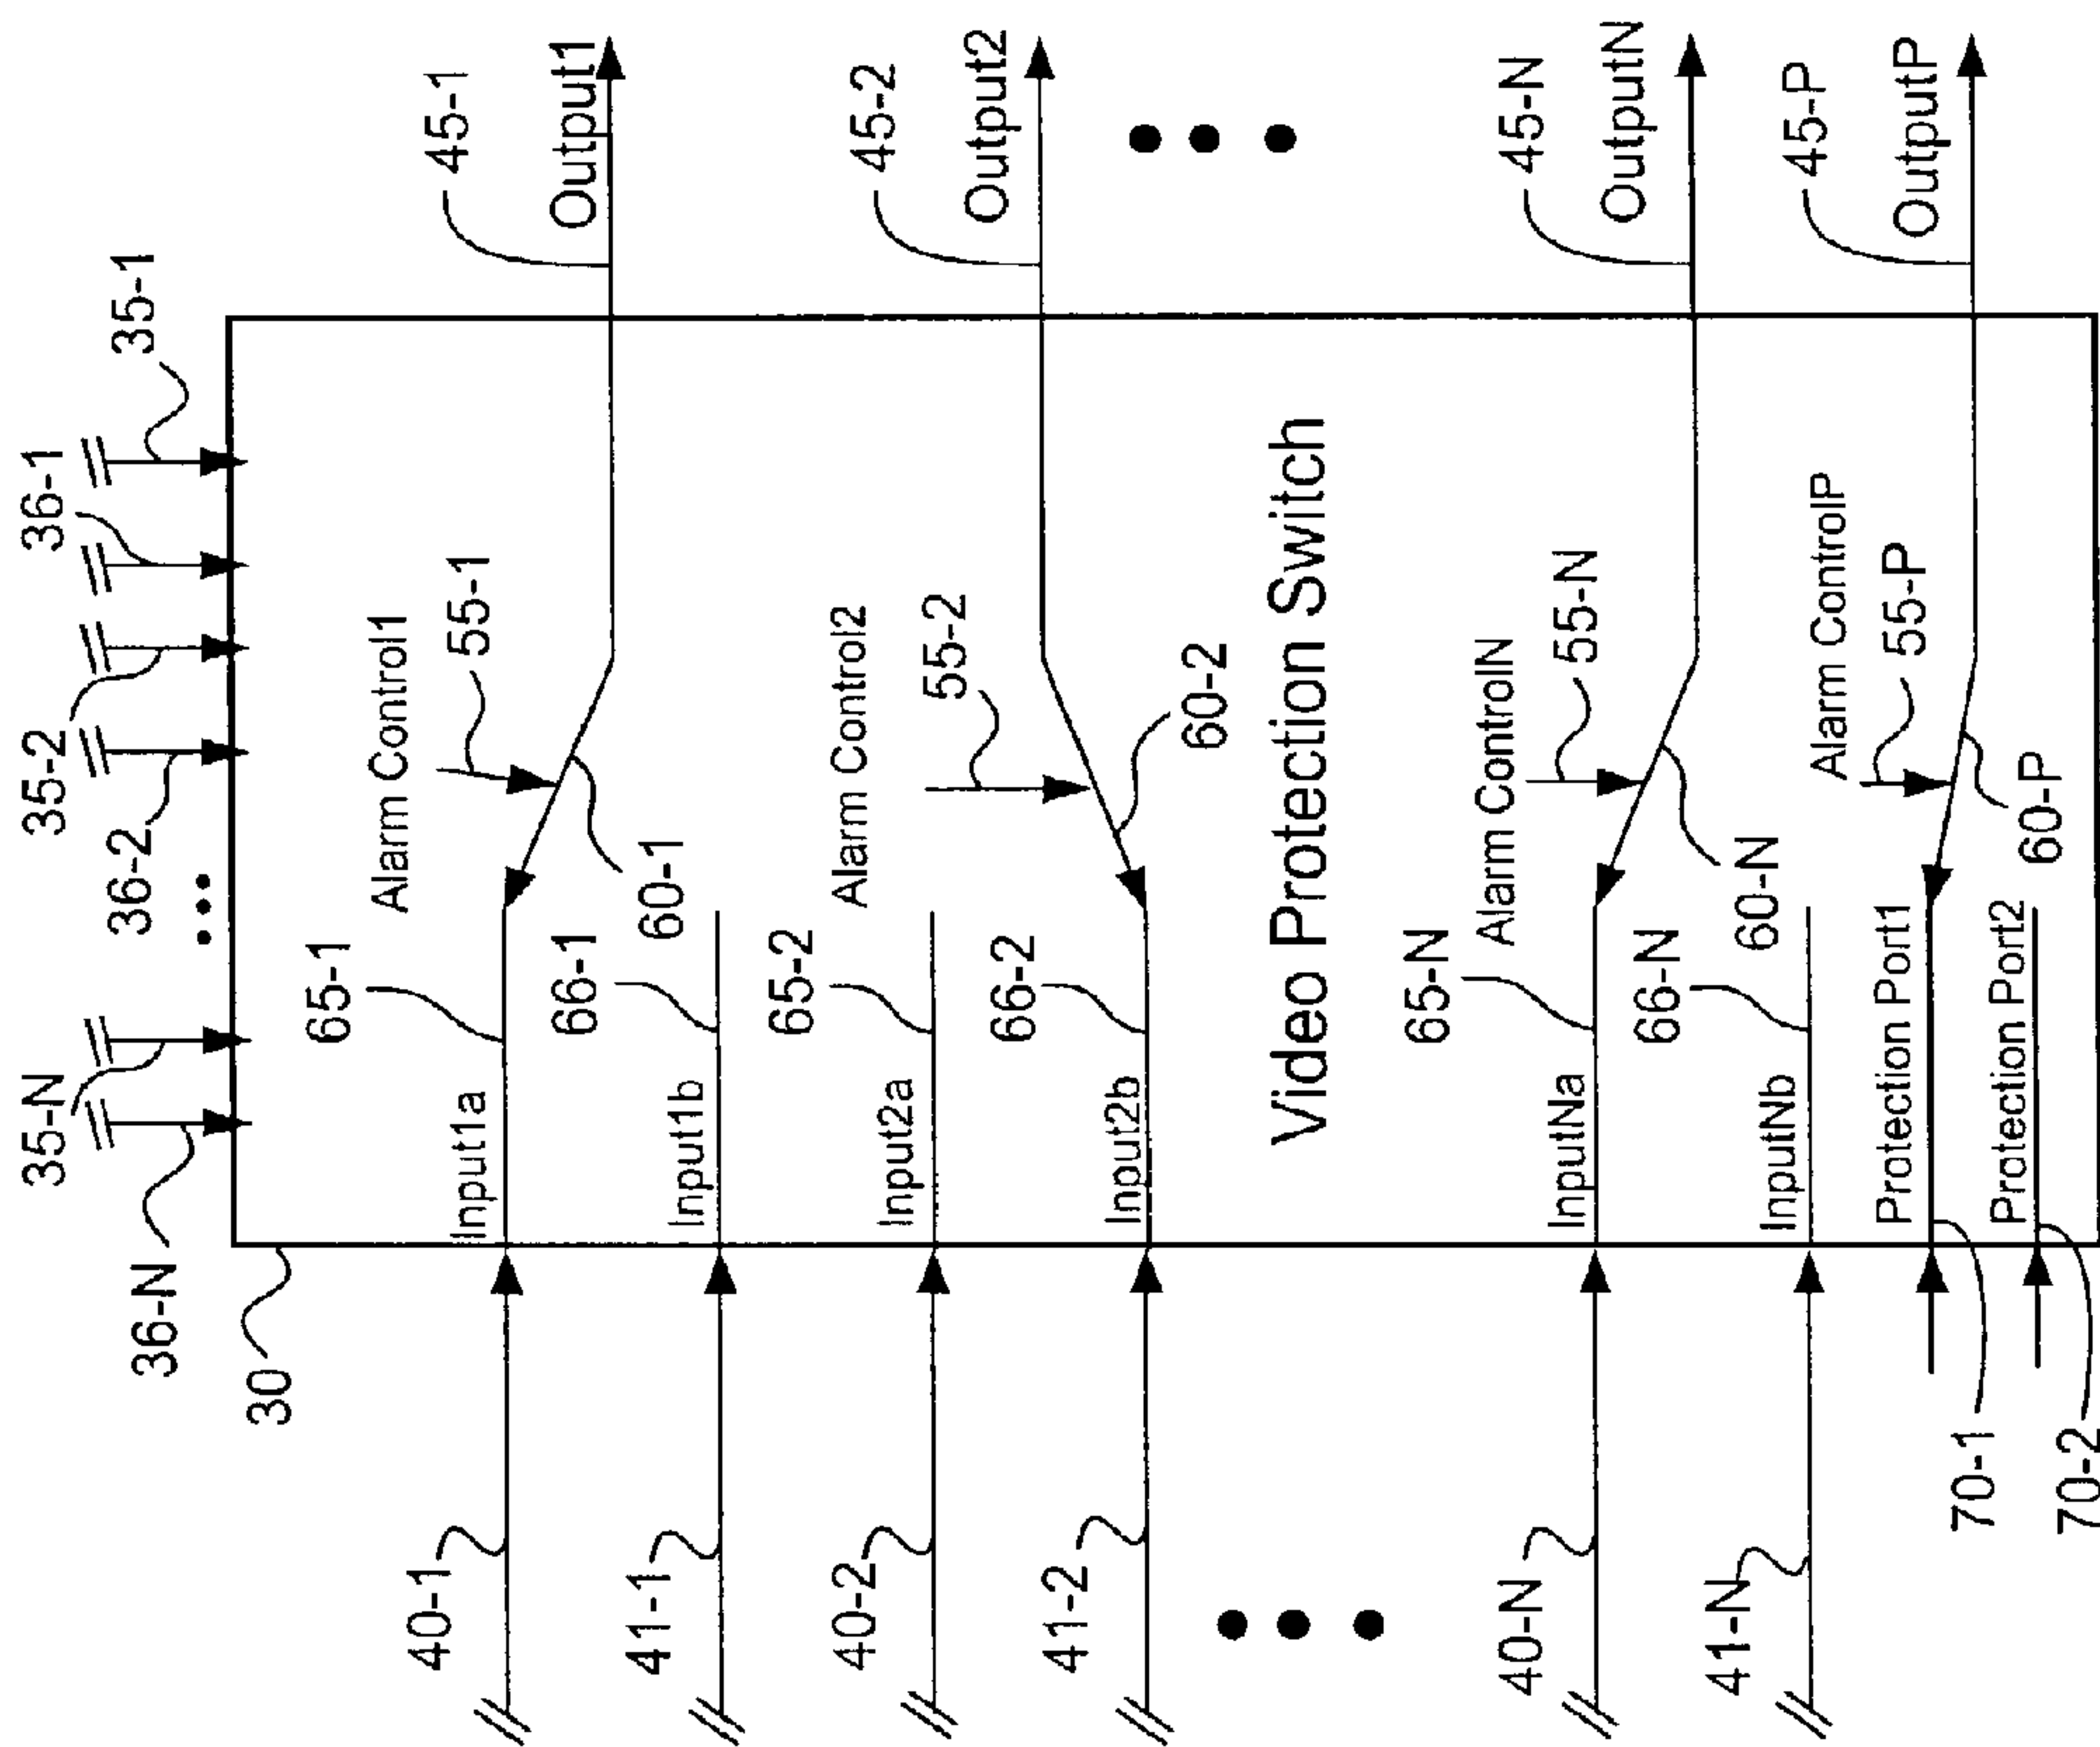 35-N
36-N
35-2
36-2
36-1
35-1
30
40-1
Input1a
65-1
Alarm Control1
55-1
60-1
45-1
Output1
41-1
Input1b
66-1
40-2
Input2a
65-2
Alarm Control2
55-2
60-2
45-2
Output2
41-2
Input2b
66-2
Video Protection Switch
40-N
InputNa
65-N
Alarm ControlN
55-N
60-N
45-N
OutputN
41-N
InputNb
66-N
70-1
Protection Port1
Alarm ControlP
55-P
60-P
45-P
OutputP
70-2
Protection Port2